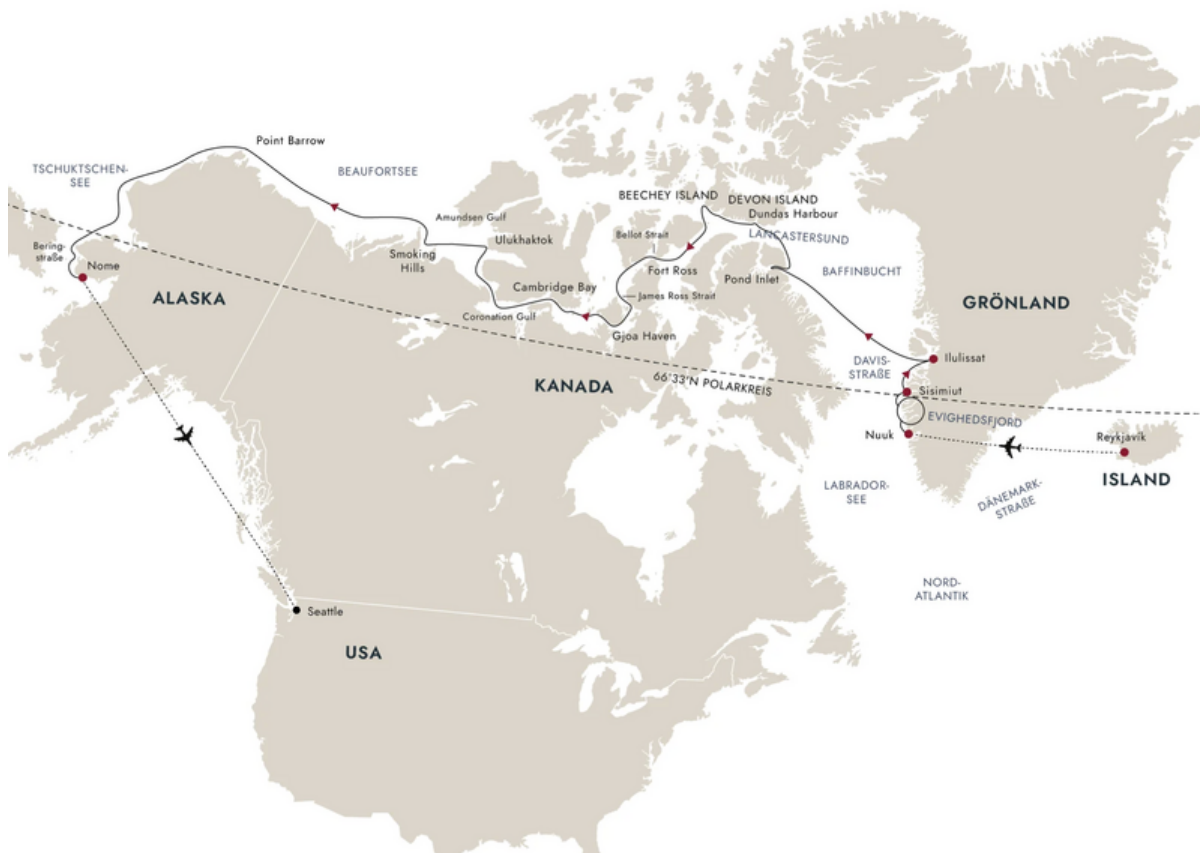 Point Barrow
TSCHUKTSCHEN-
SEE
BEAUFORTSEE
BEECHEY ISLAND
DEVON ISLAND
Dundas Harbour
Amundsen Gulf
Bellot Strait
LANCASTERSUND
Bering-
straße
Ulukhaktok
Smoking
Hills
Nome
Fort Ross
BAFFINBUCHT
Pond Inlet
ALASKA
Cambridge Bay
James Ross Strait
GRÖNLAND
Coronation Gulf
Gjoa Haven
Ilulissat
DAVIS-
STRAßE
KANADA
66°33'N POLARKREIS
Sisimiut
EVIGHEDSFJORD
Nuuk
Reykjavik
ISLAND
LABRADOR-
SEE
DÄNEMARK-
STRAßE
NORD-
ATLANTIK
Seattle
USA